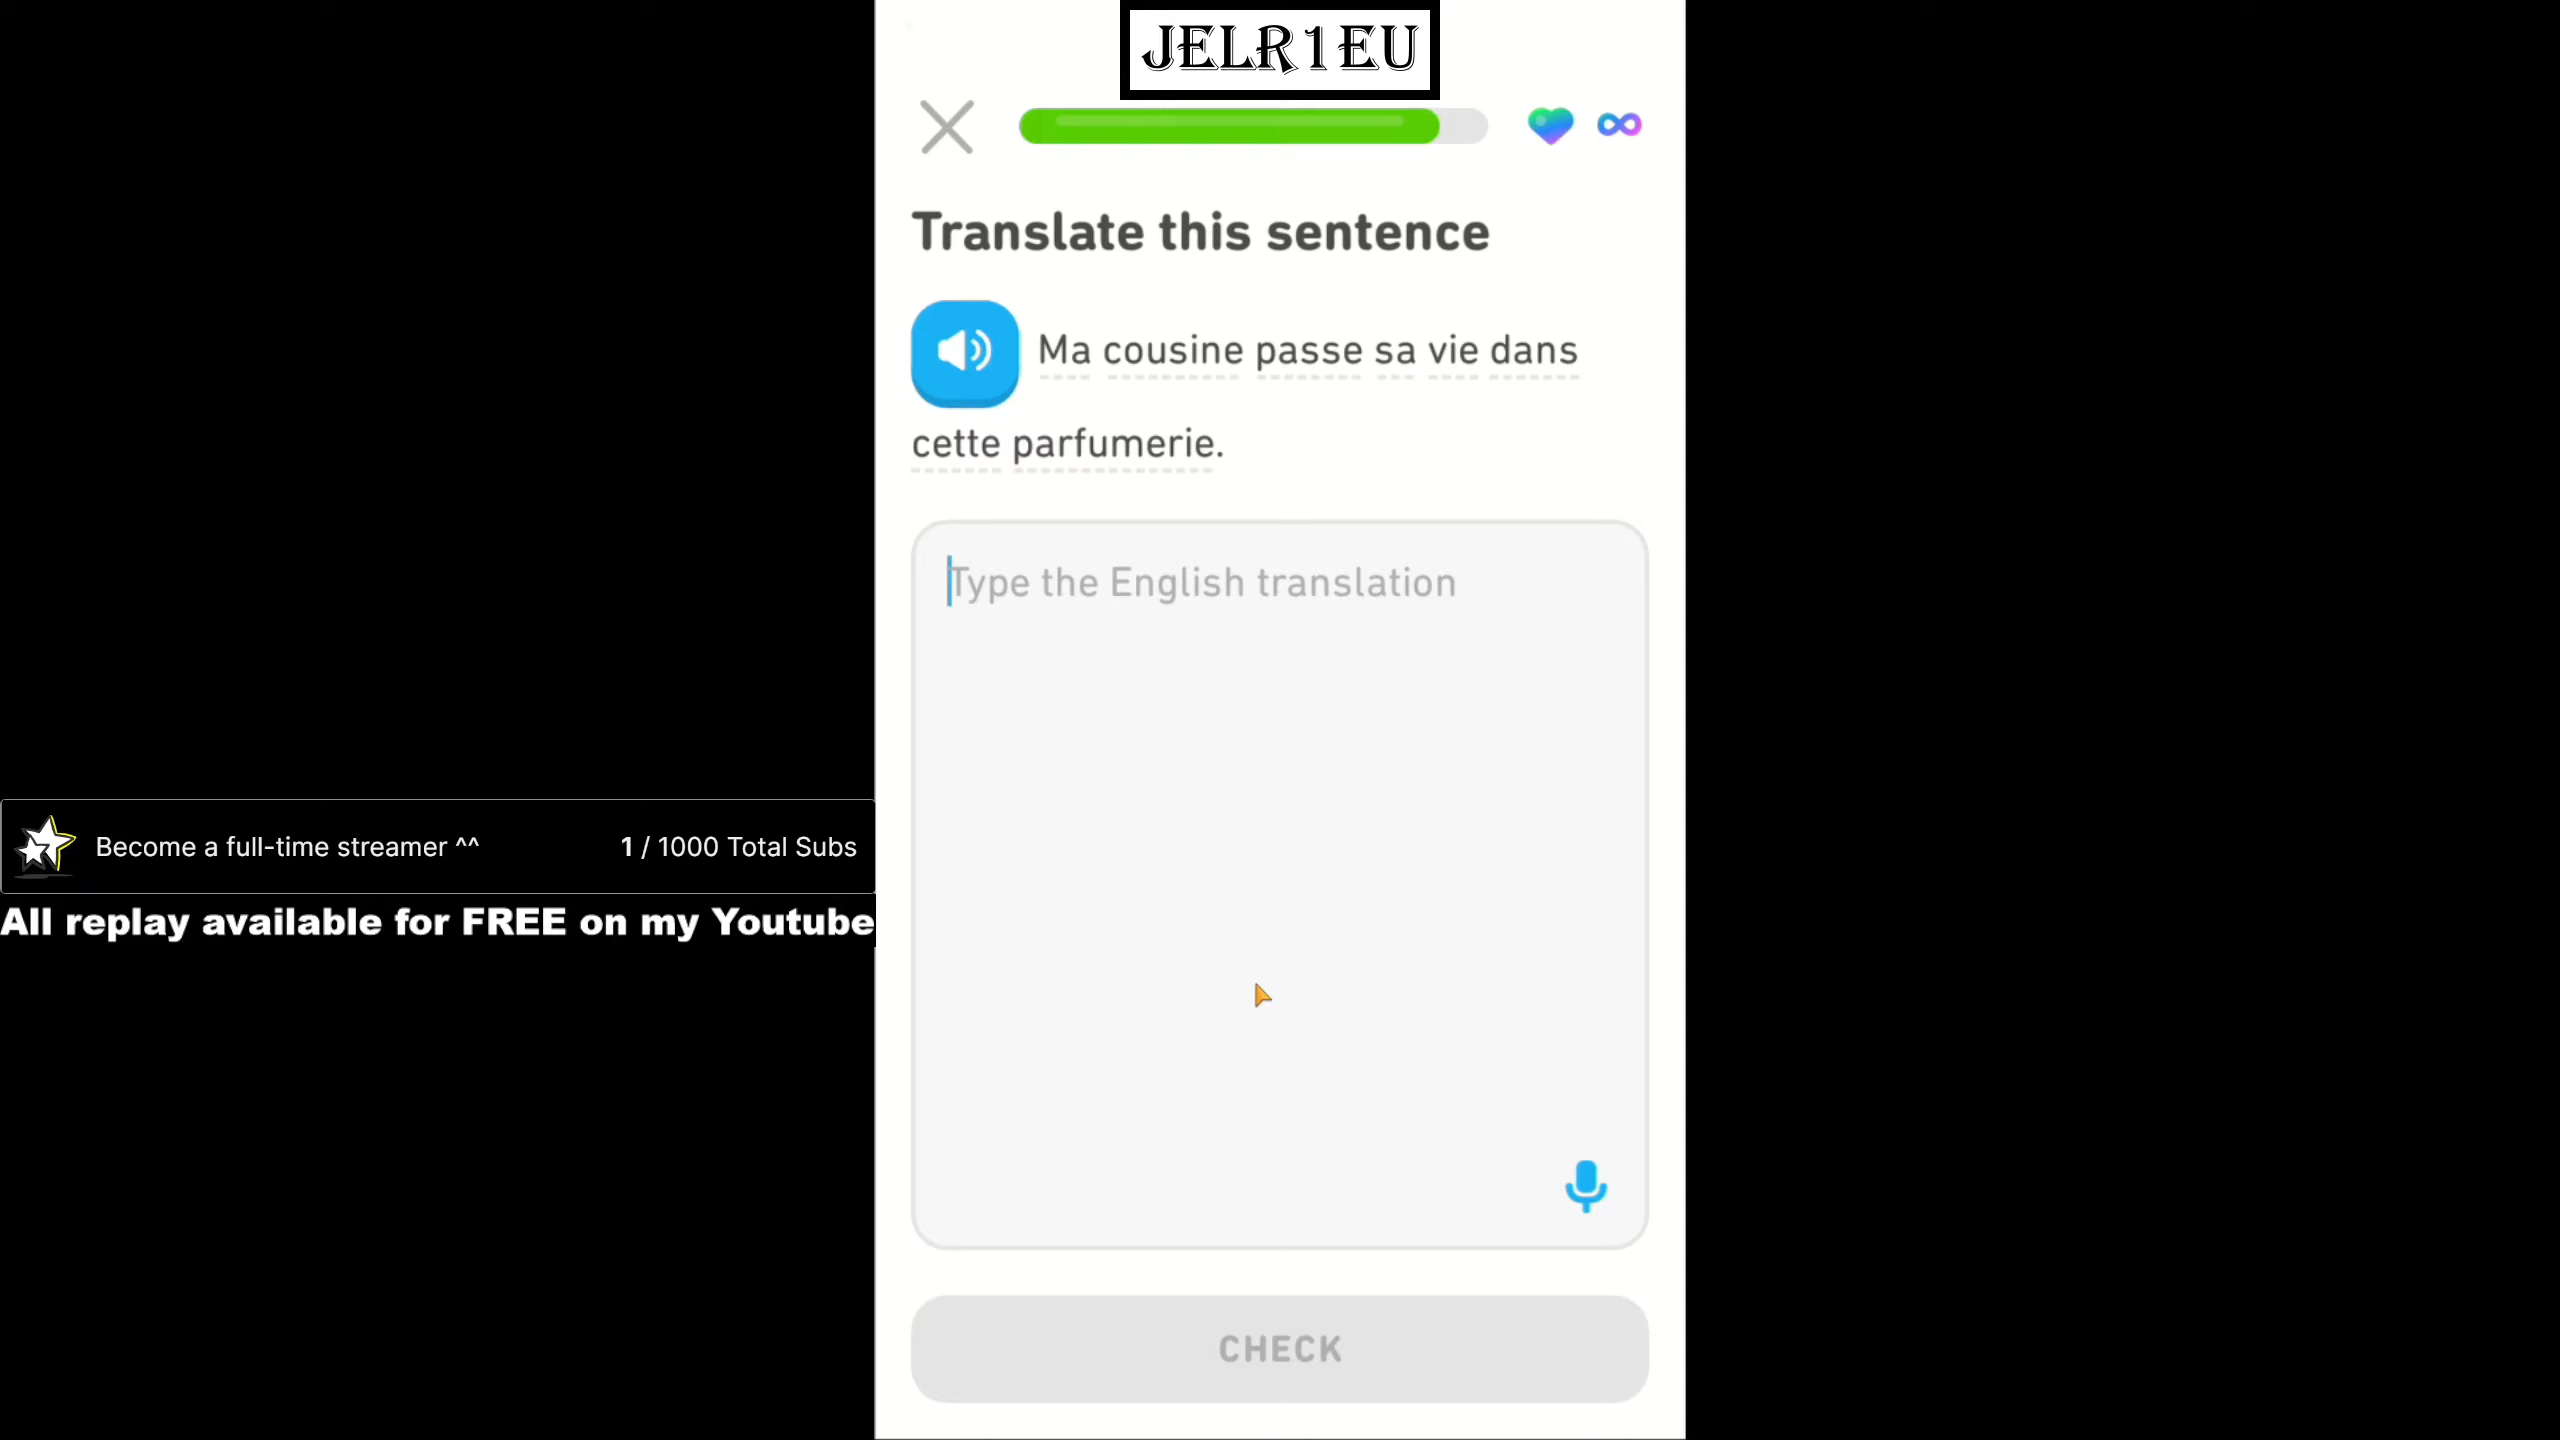 JELR1EU
Translate this sentence
Ma cousine passe sa vie dans
cette parfumerie.
Type the English translation
Become a full-time streamer ^^ 1 / 1000 Total Subs
All replay available for FREE on my Youtube
CHECK